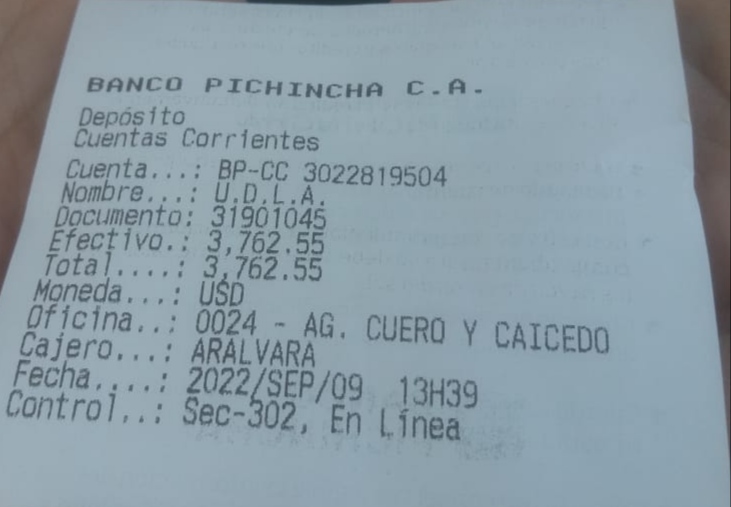 BANCO PICHINCHA C.A.
Depósito
Cuentas Corrientes
Cuenta...: BP-CC 3022819504
Nombre...: U.D.L.A.
Documento: 31901045
Efectivo.: 3,762.55
Total....: 3,762.55
Moneda...: USD
Oficina..: 0024 - AG. CUERO Y CAICEDO
Cajero...: ARALVARA
Fecha....: 2022/SEP/09 13H39
Control..: Sec-302, En Línea